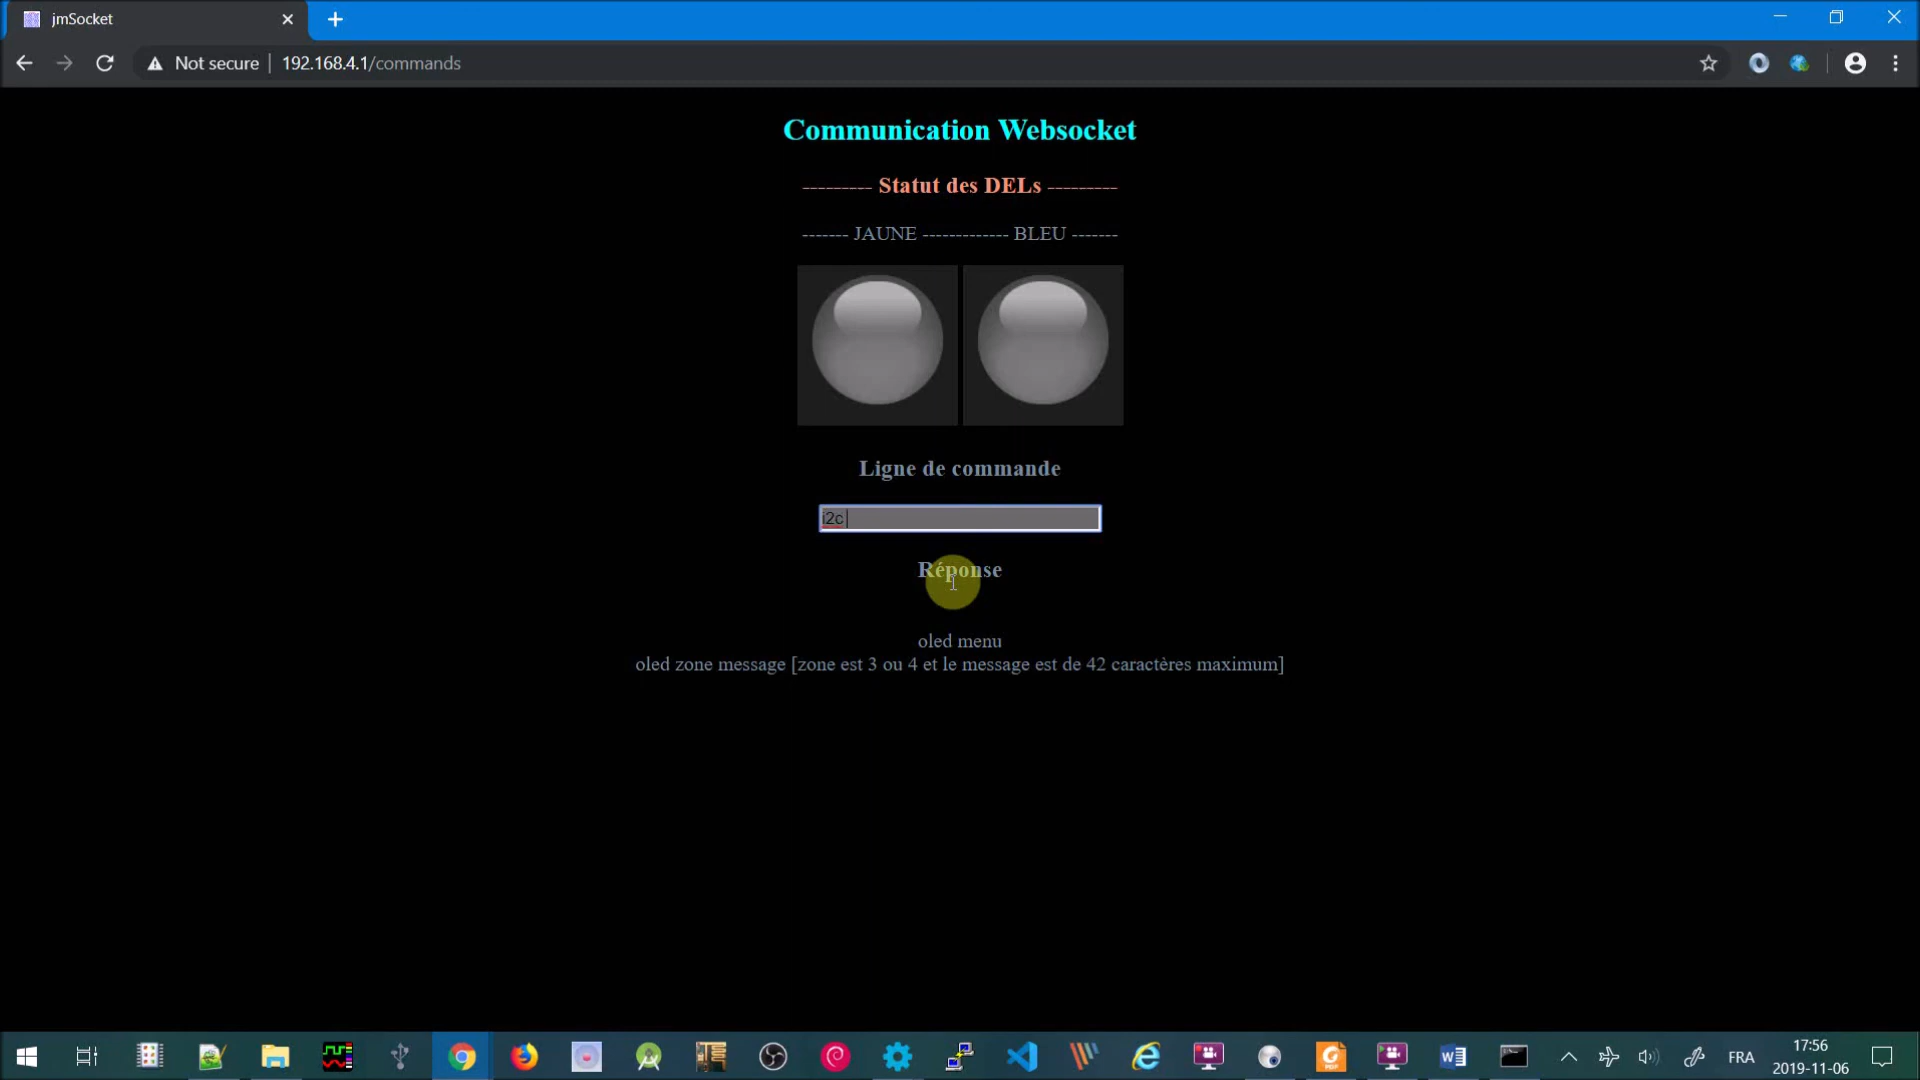 jmSocket
Not secure | 192.168.4.1/commands
Communication Websocket
--------- Statut des DELs ---------
------- JAUNE ------------- BLEU -------
Ligne de commande
i2c
Réponse
oled menu
oled zone message [zone est 3 ou 4 et le message est de 42 caractères maximum]
FRA
17:56
2019-11-06